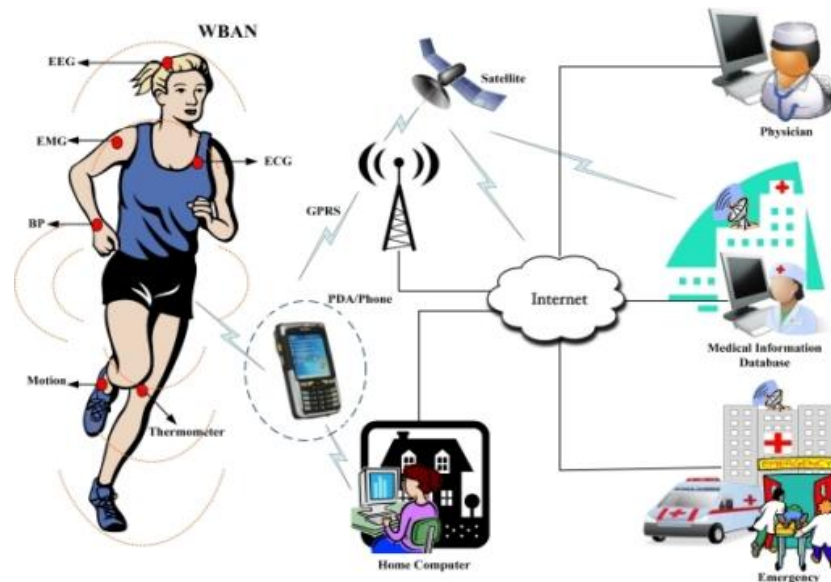 WBAN
EEG
EMG
ECG
BP
Motion
Thermometer
Satellite
GPRS
PDA/Phone
Home Computer
Internet
Physician
Medical Information
Database
EMERGENCY
Emergency